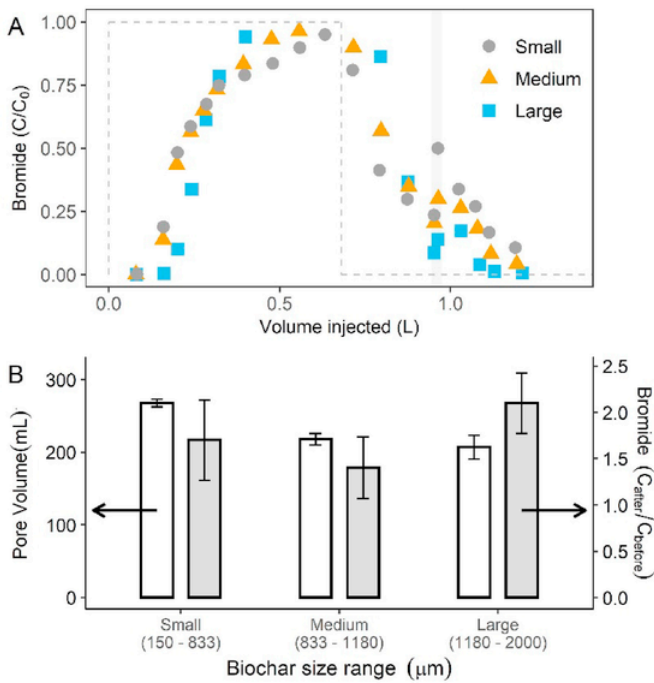 A
Bromide (C/C₀)
1.00
0.75
0.50
0.25
0.00
Small
Medium
Large
0.0
0.5
1.0
Volume injected (L)
B
Pore Volume(mL)
300
200
100
0
2.5
2.0
1.5
1.0
0.5
0.0
Bromide (Cafter/Cbefore)
Small
(150 - 833)
Medium
(833 - 1180)
Large
(1180 - 2000)
Biochar size range (μm)